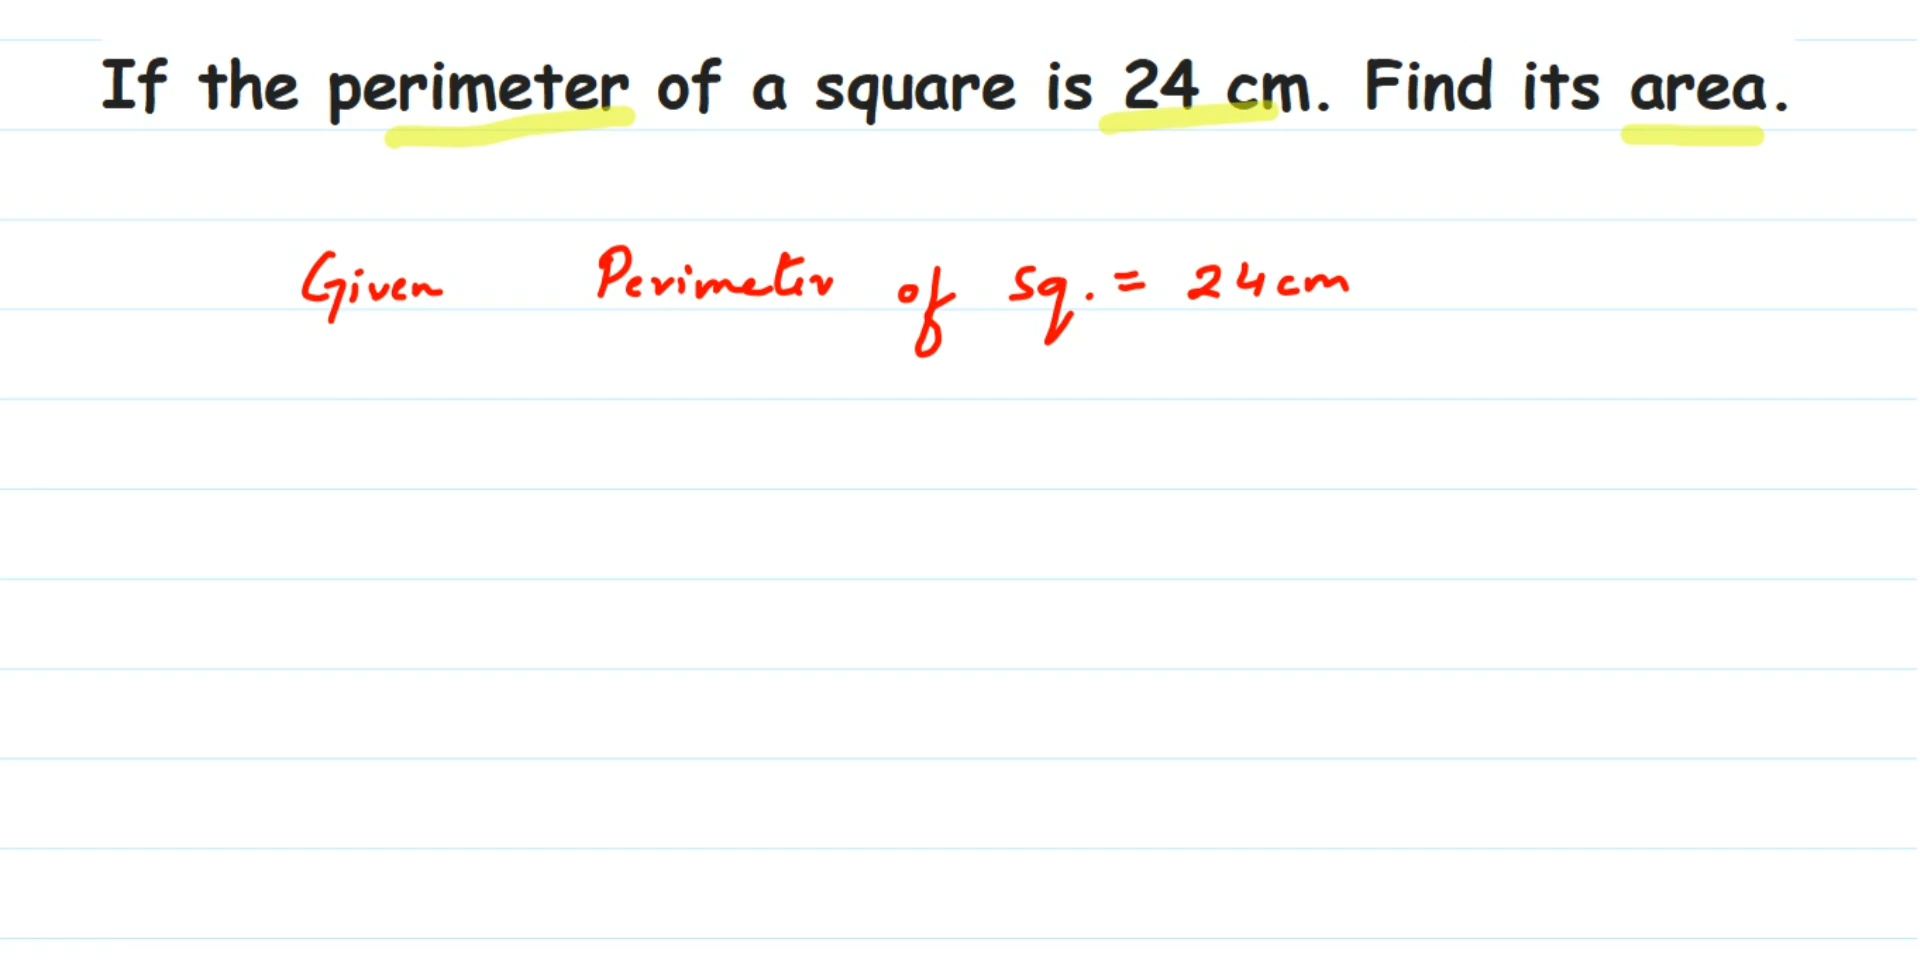 If the perimeter of a square is 24 cm. Find its area.
Given Perimeter of sq. = 24cm